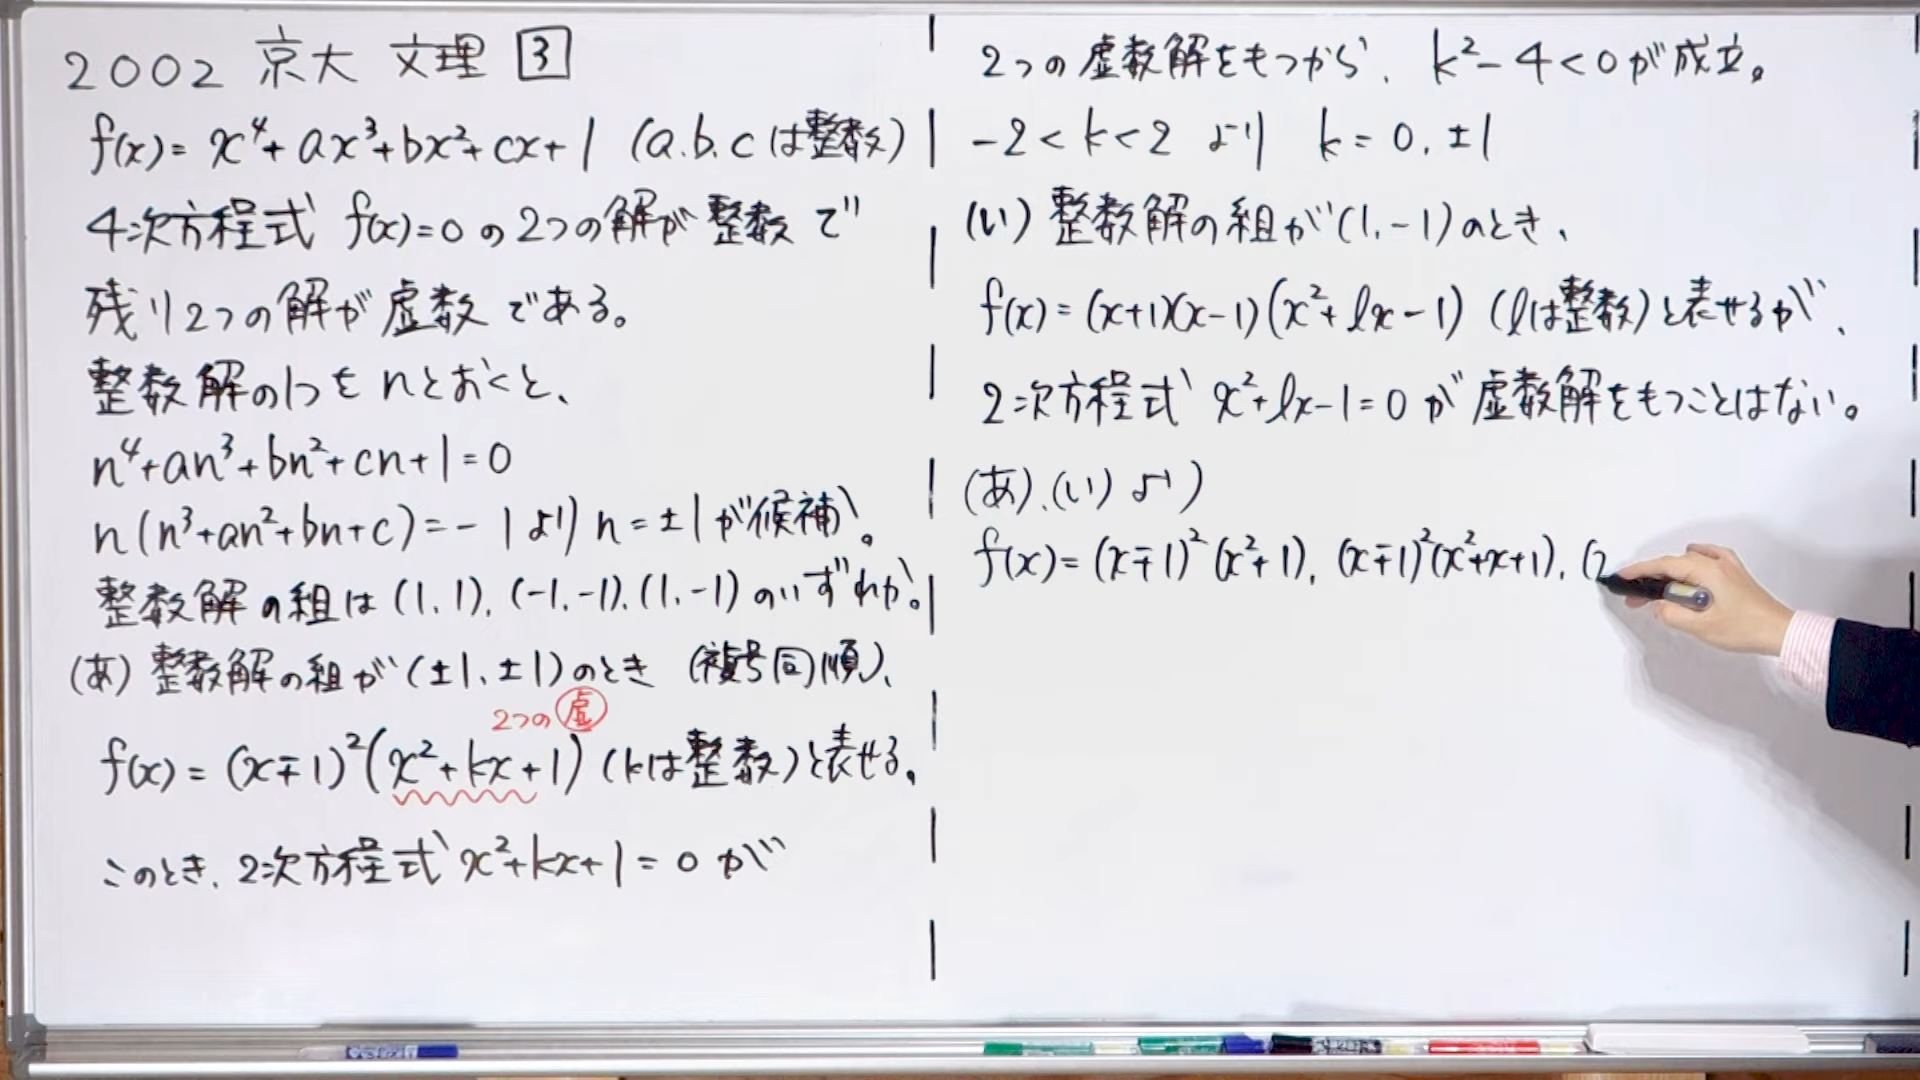 2002 京大 文理 3
f(x) = x⁴+ax³+bx²+cx+1 (a.b.cは整数)
4次方程式 f(x)=0の2つの解が整数で
残り2つの解が虚数である。
整数解の1つをnとおくと、
n⁴+an³+bn²+cn+1=0
n(n³+an²+bn+c)=-1より n=±1が候補。
整数解の組は(1,1),(-1,-1),(1,-1)のいずれか。
(あ) 整数解の組が(±1,±1)のとき (複号同順)、
2つの虚
f(x) = (x∓1)²(x²+kx+1) (kは整数)と表せる。
このとき、2次方程式 x²+kx+1=0が
2つの虚数解をもつから、k²-4<0が成立。
-2<k<2 より k=0,±1
(い) 整数解の組が(1,-1)のとき、
f(x)=(x+1)(x-1)(x²+lx-1) (lは整数)と表せるが、
2次方程式 x²+lx-1=0が虚数解をもつことはない。
(あ),(い)より
f(x)=(x∓1)²(x²+1), (x∓1)²(x²+x+1), (